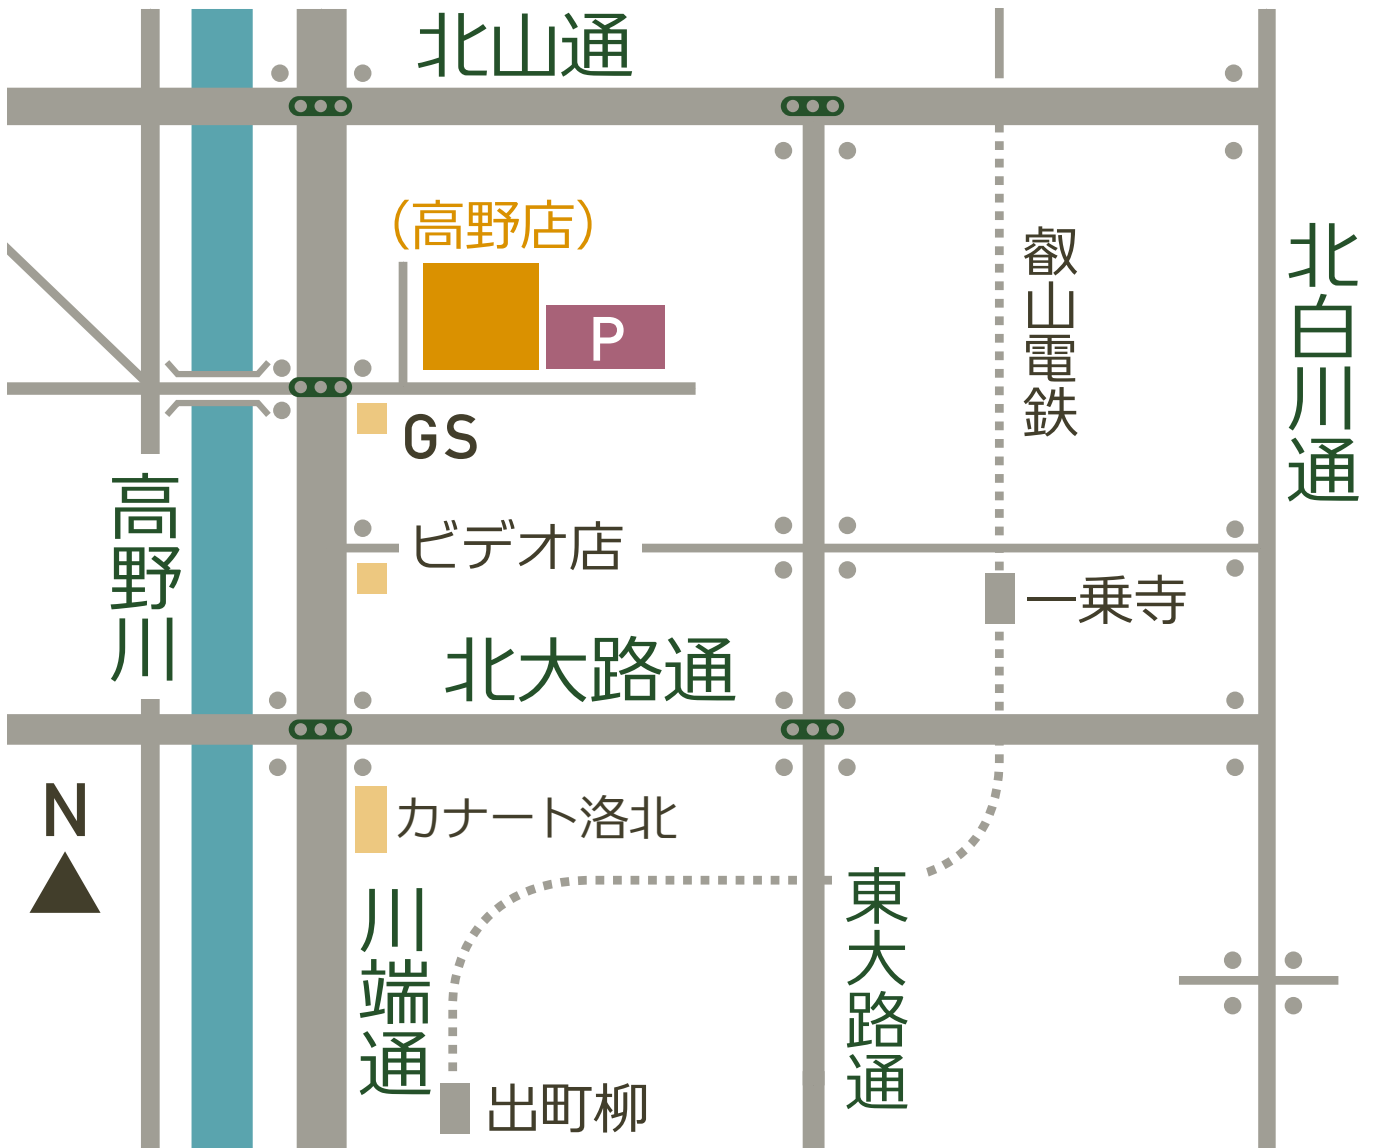 北山通
（高野店）
P
叡山電鉄
北白川通
GS
高野川
ビデオ店
一乗寺
北大路通
N
カナート洛北
川端通
東大路通
出町柳